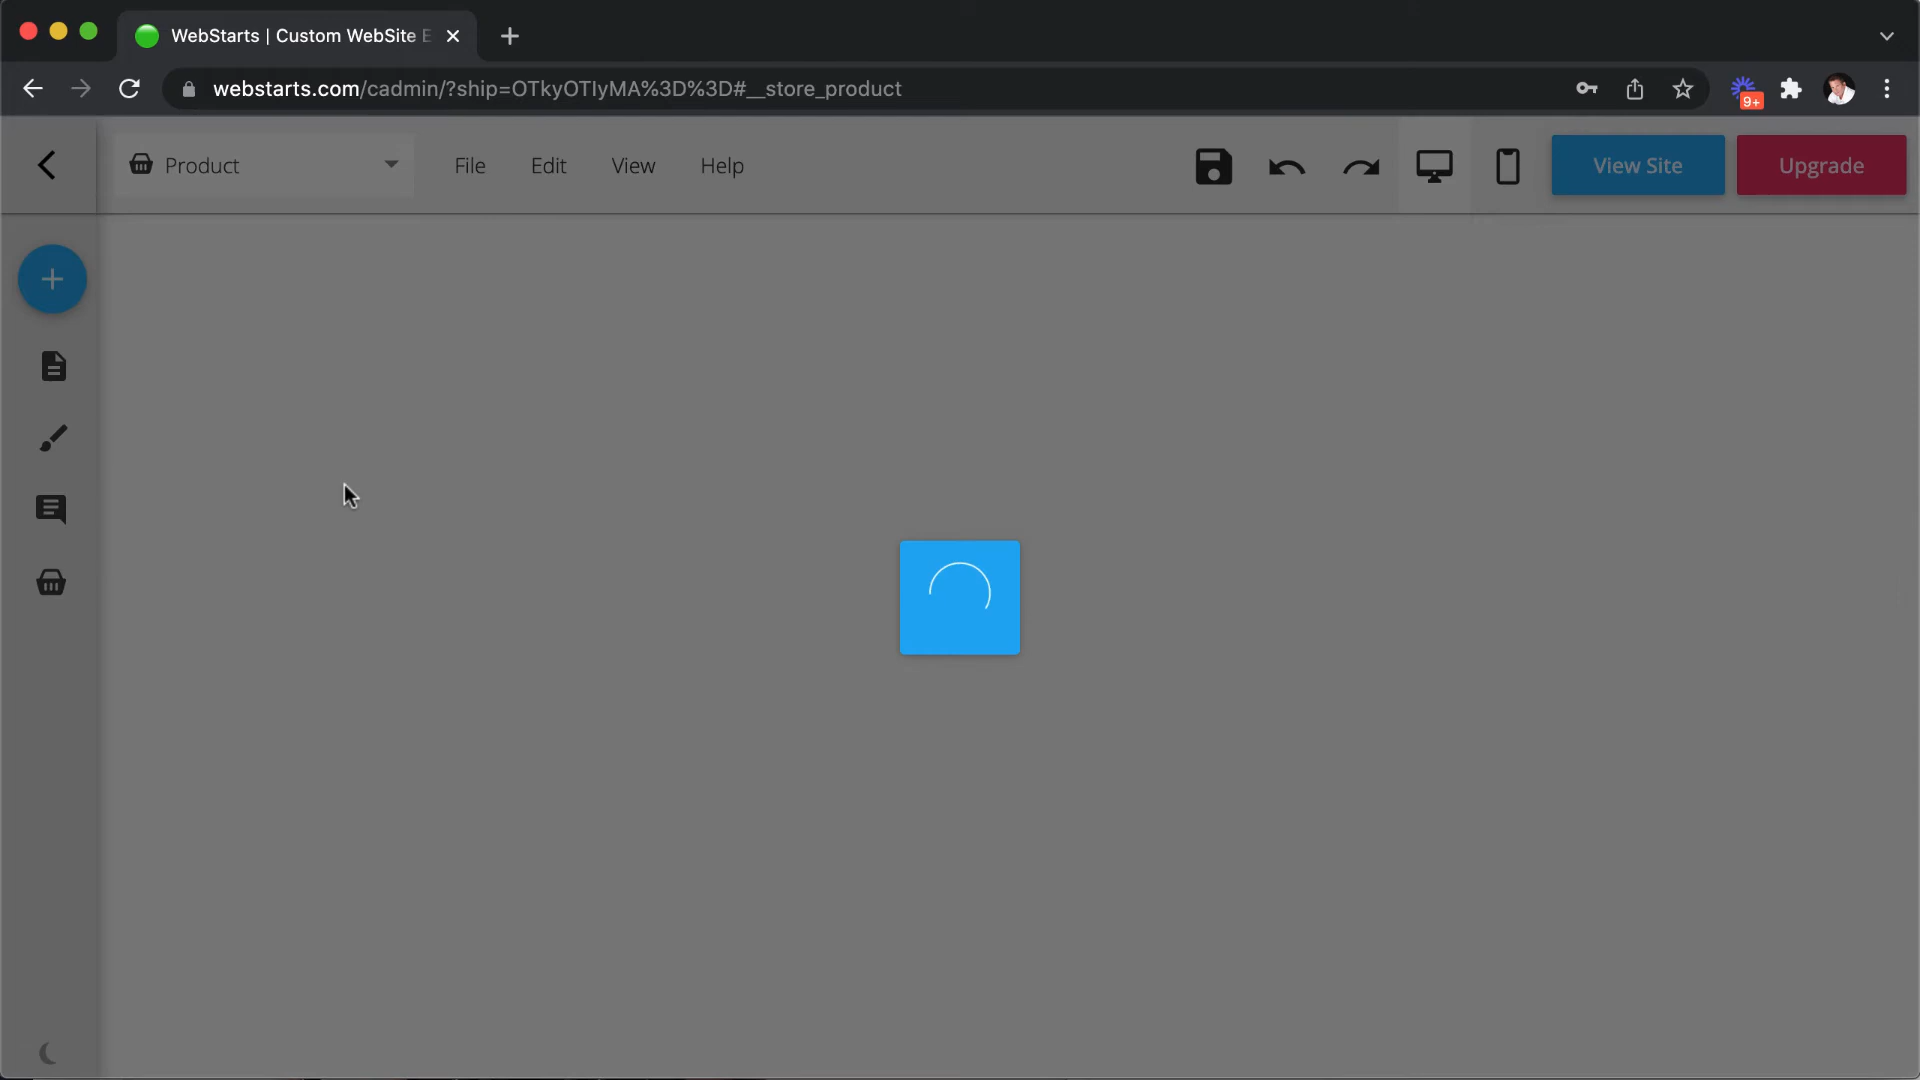 WebStarts | Custom WebSite E
webstarts.com/cadmin/?ship=OTkyOTIyMA%3D%3D#__store_product
9+
Product
File
Edit
View
Help
View Site
Upgrade